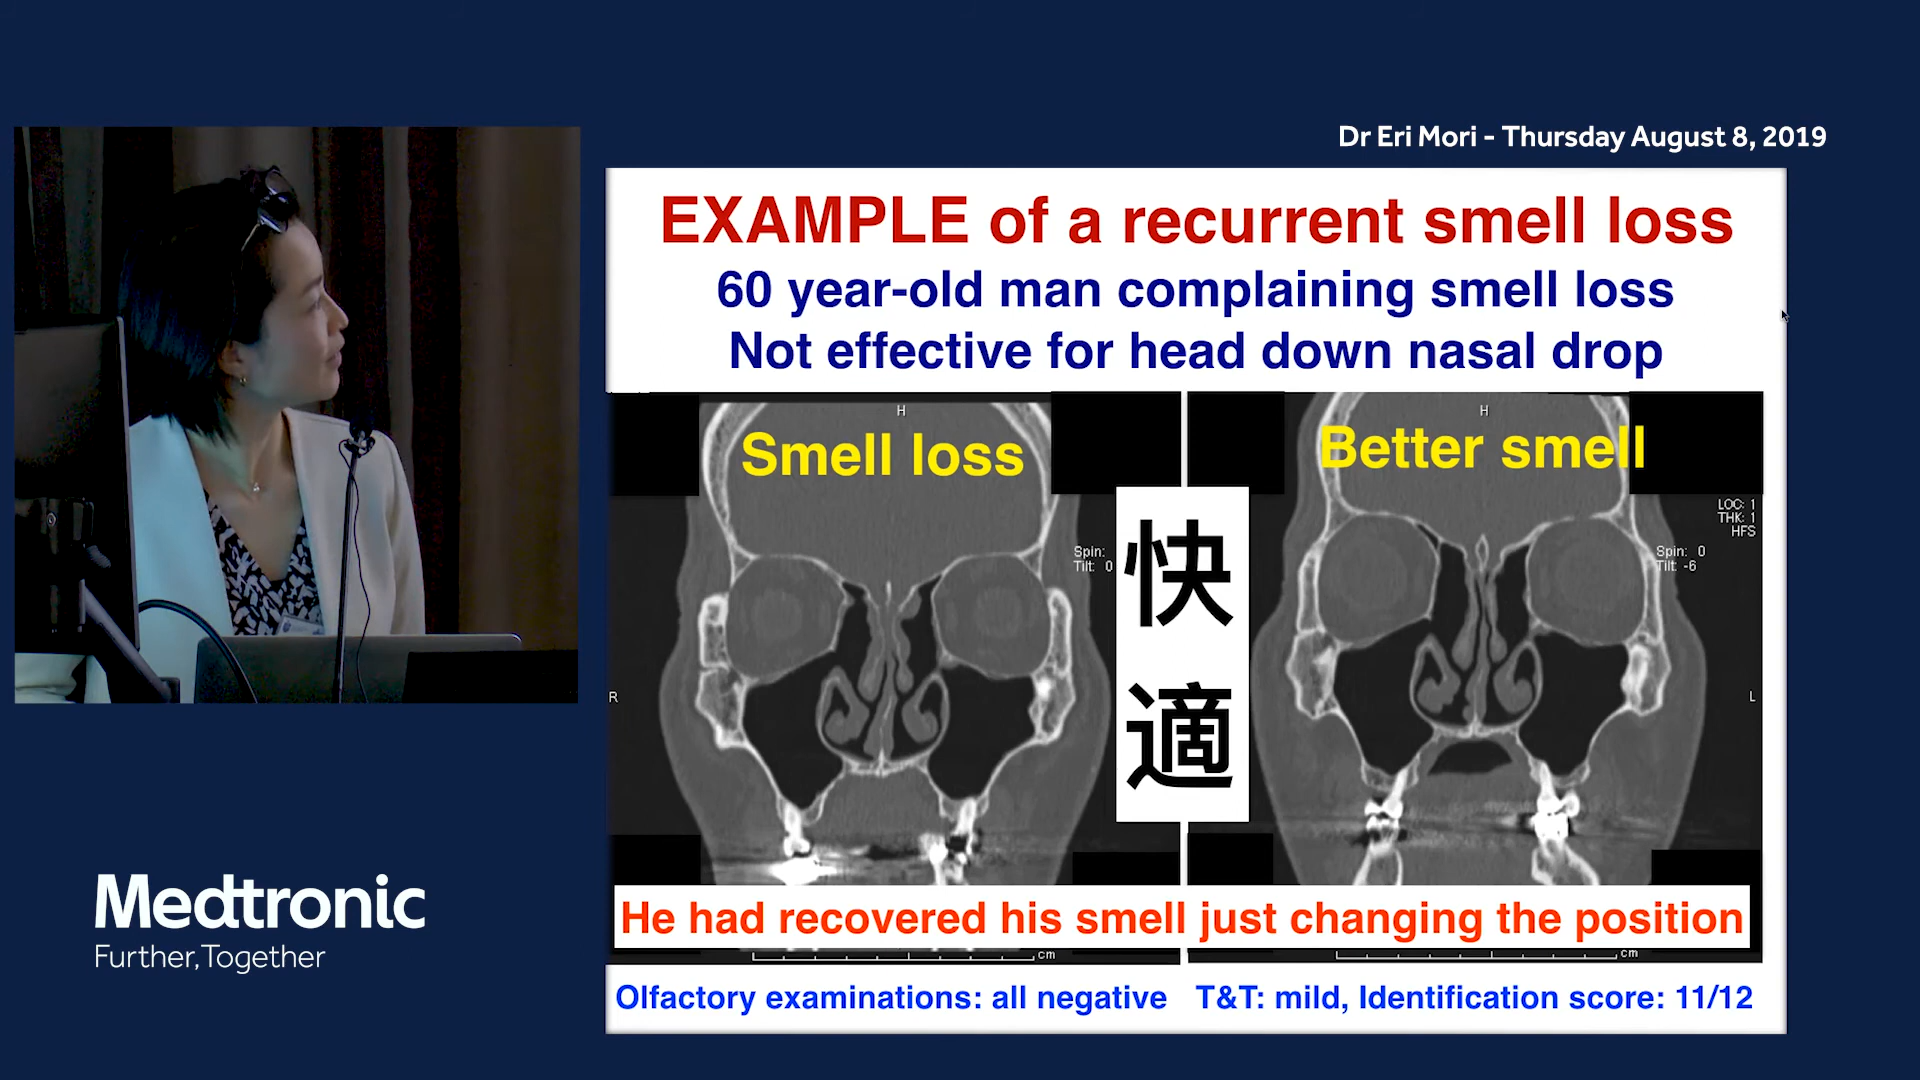 Dr Eri Mori - Thursday August 8, 2019
EXAMPLE of a recurrent smell loss
60 year-old man complaining smell loss
Not effective for head down nasal drop
H
Smell loss
H
Better smell
LOC: 1
THK: 1
HFS
Spin:
Tilt: 0
Spin: 0
Tilt: -6
快
適
R
L
He had recovered his smell just changing the position
cm
cm
Olfactory examinations: all negative
T&T: mild, Identification score: 11/12
Medtronic
Further, Together